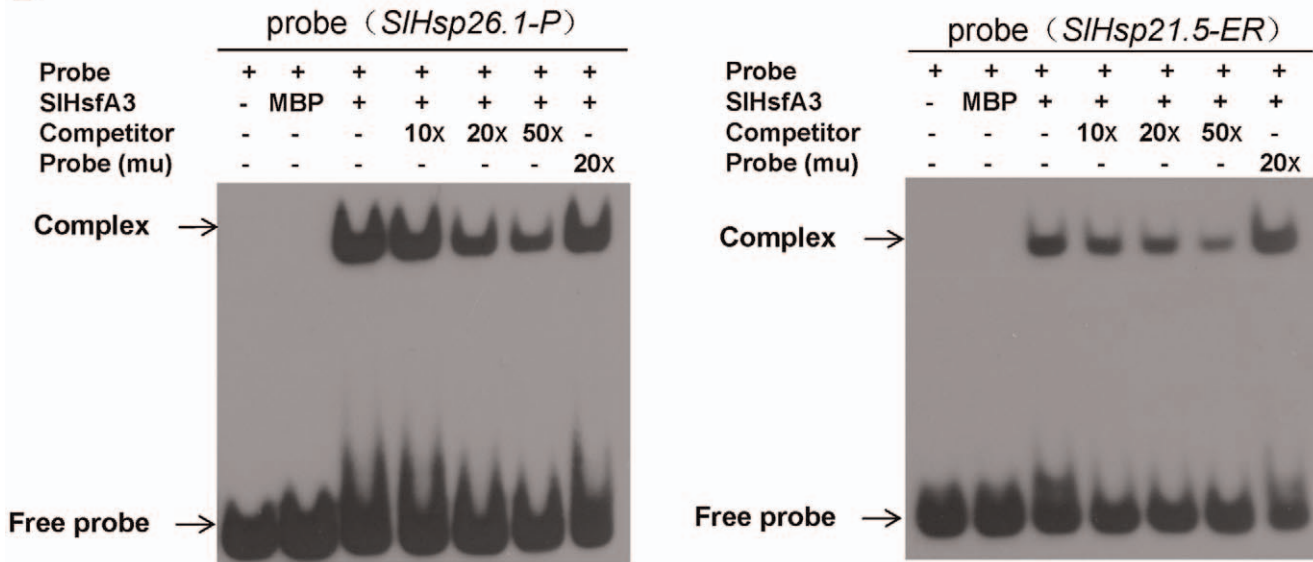 probe（SlHsp26.1-P）
Probe + + + + + + +
SlHsfA3 - MBP + + + + +
Competitor - - - 10x 20x 50x -
Probe (mu) - - - - - - 20x
Complex
Free probe
probe（SlHsp21.5-ER）
Probe + + + + + + +
SlHsfA3 - MBP + + + + +
Competitor - - - 10x 20x 50x -
Probe (mu) - - - - - - 20x
Complex
Free probe